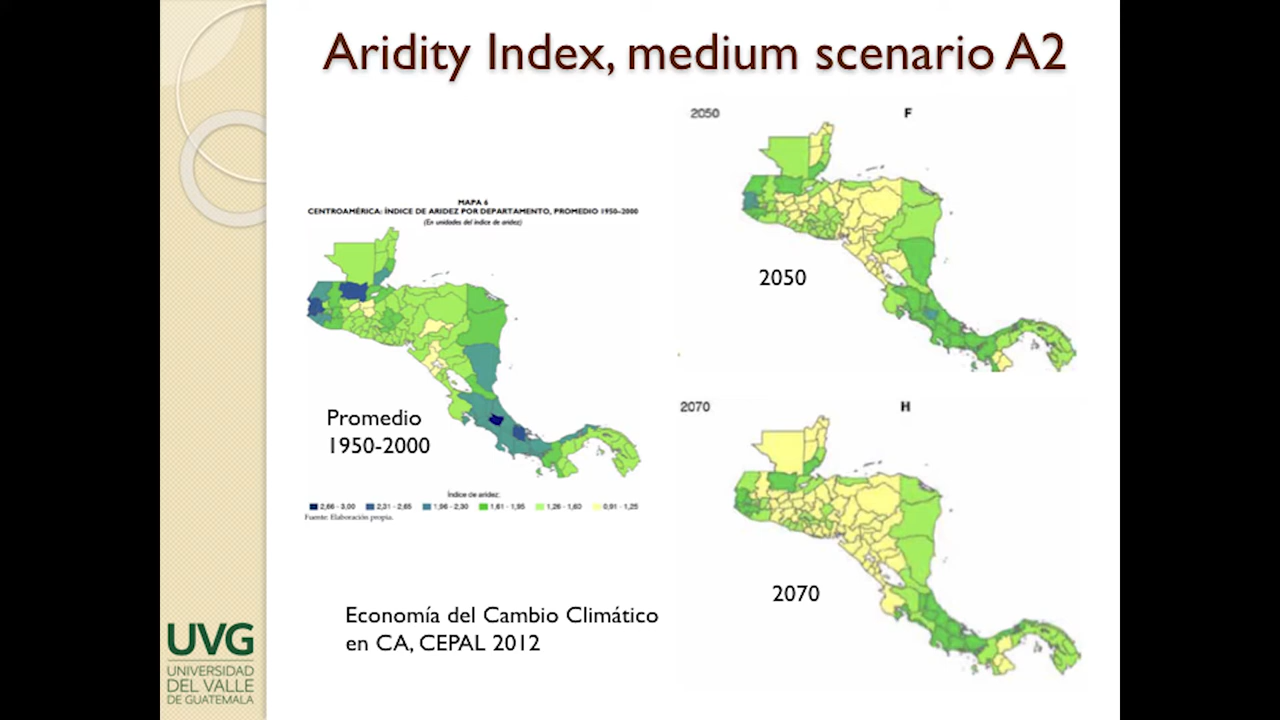 Aridity Index, medium scenario A2
2050
F
MAPA 6
CENTROAMÉRICA: ÍNDICE DE ARIDEZ POR DEPARTAMENTO, PROMEDIO 1950–2000
(En unidades del índice de aridez)
2050
Promedio
1950-2000
2070
H
Índice de aridez:
2,66 - 3,00
2,31 - 2,65
1,96 - 2,30
1,61 - 1,95
1,26 - 1,60
0,91 - 1,25
Fuente: Elaboración propia.
2070
Economía del Cambio Climático
en CA, CEPAL 2012
UVG
UNIVERSIDAD
DEL VALLE
DE GUATEMALA